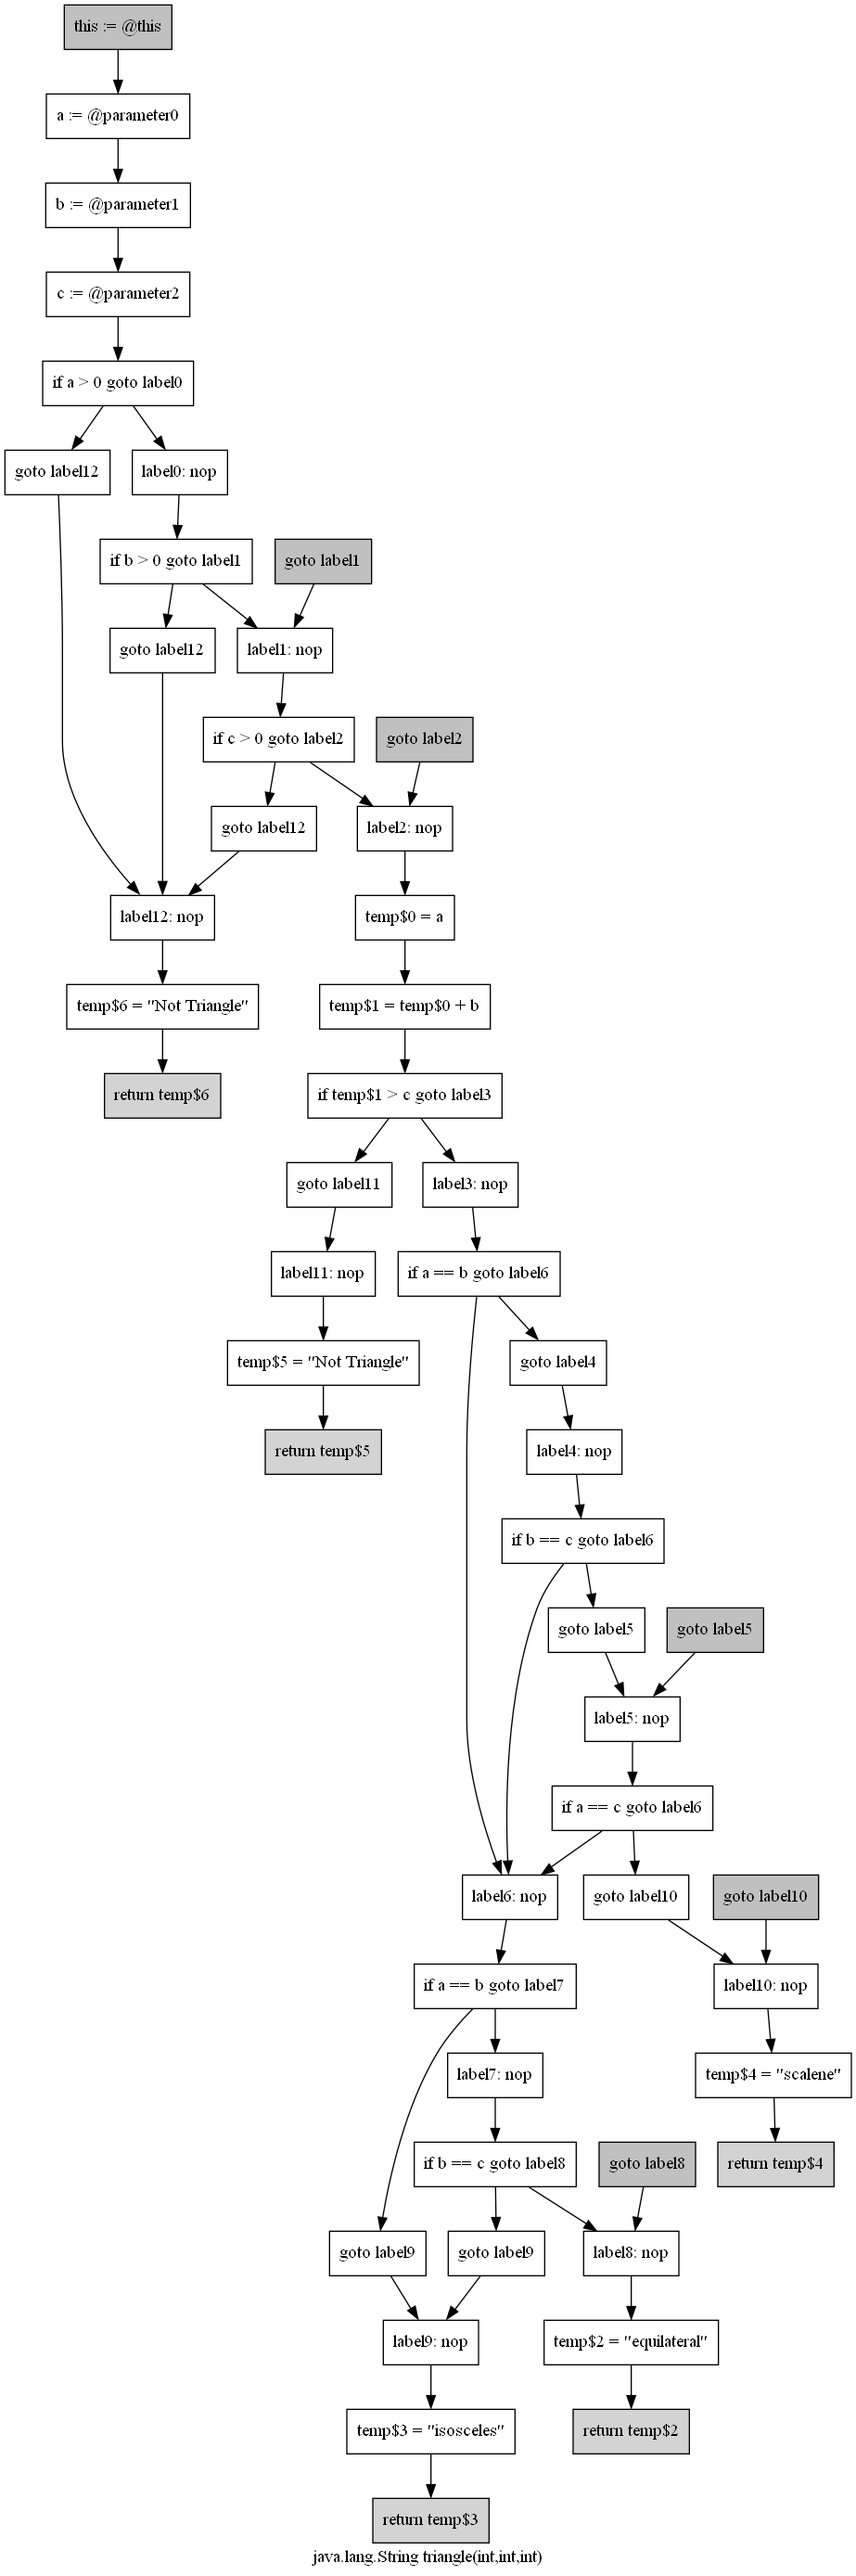 this := @this
a := @parameter0
b := @parameter1
c := @parameter2
if a > 0 goto label0
goto label12
label0: nop
if b > 0 goto label1
goto label1
goto label12
label1: nop
if c > 0 goto label2
goto label2
goto label12
label2: nop
label12: nop
temp$0 = a
temp$6 = "Not Triangle"
temp$1 = temp$0 + b
return temp$6
if temp$1 > c goto label3
goto label11
label3: nop
label11: nop
if a == b goto label6
temp$5 = "Not Triangle"
goto label4
return temp$5
label4: nop
if b == c goto label6
goto label5
goto label5
label5: nop
if a == c goto label6
label6: nop
goto label10
goto label10
if a == b goto label7
label10: nop
label7: nop
temp$4 = "scalene"
if b == c goto label8
goto label8
return temp$4
goto label9
goto label9
label8: nop
label9: nop
temp$2 = "equilateral"
temp$3 = "isosceles"
return temp$2
return temp$3
java.lang.String triangle(int,int,int)